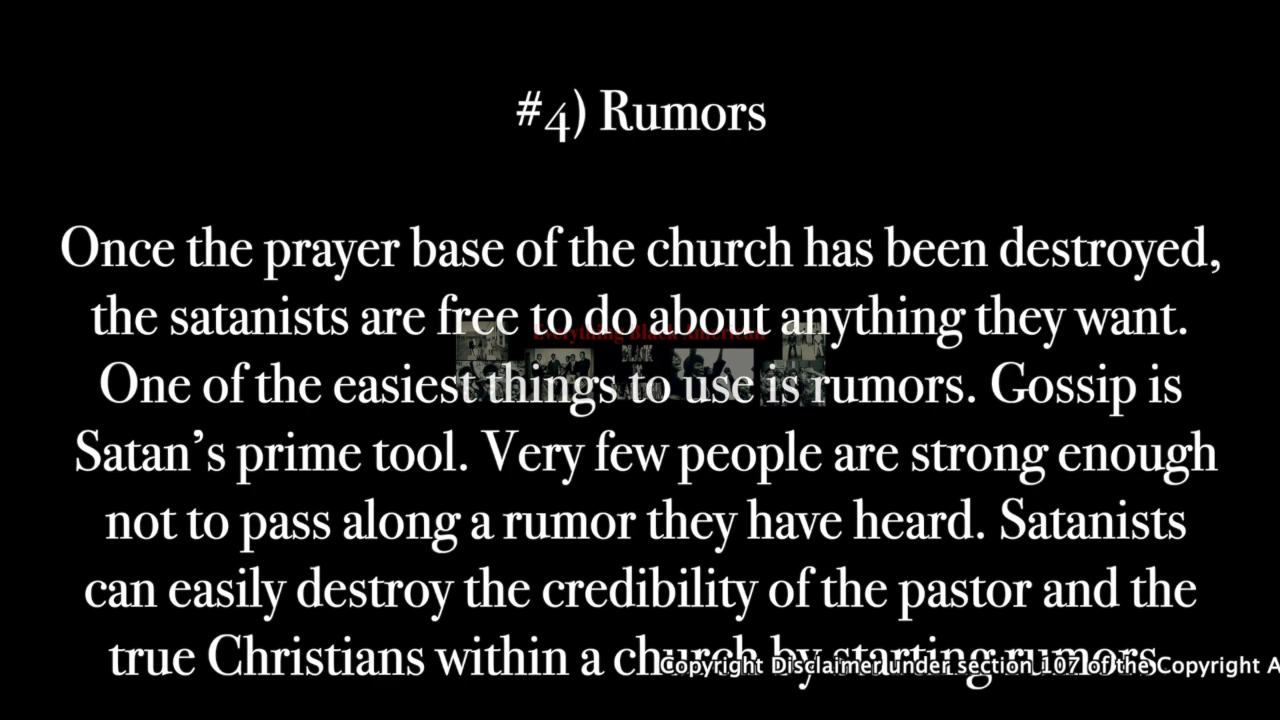 #4) Rumors
Once the prayer base of the church has been destroyed,
the satanists are free to do about anything they want.
Everything Black American
BLACK
One of the easiest things to use is rumors. Gossip is
Satan’s prime tool. Very few people are strong enough
not to pass along a rumor they have heard. Satanists
can easily destroy the credibility of the pastor and the
true Christians within a church by starting rumors
Copyright Disclaimer under section 107 of the Copyright A